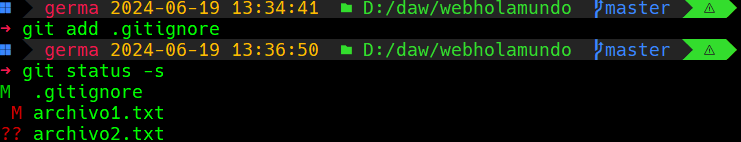 germa 2024-06-19 13:34:41 D:/daw/webholamundo master
→ git add .gitignore
germa 2024-06-19 13:36:50 D:/daw/webholamundo master
→ git status -s
M  .gitignore
 M archivo1.txt
?? archivo2.txt